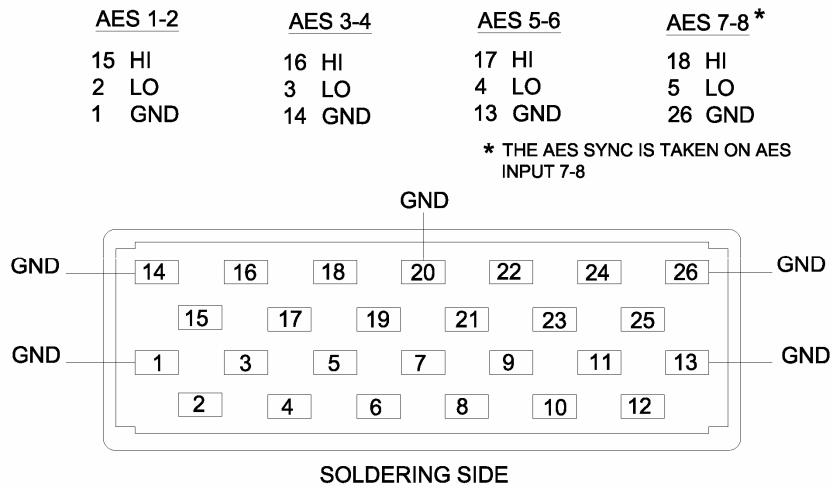 AES 1-2 AES 3-4 AES 5-6 AES 7-8 *
15 HI 16 HI 17 HI 18 HI
2 LO 3 LO 4 LO 5 LO
1 GND 14 GND 13 GND 26 GND
* THE AES SYNC IS TAKEN ON AES
INPUT 7-8
GND
GND 14 16 18 20 22 24 26 GND
15 17 19 21 23 25
GND 1 3 5 7 9 11 13 GND
2 4 6 8 10 12
SOLDERING SIDE